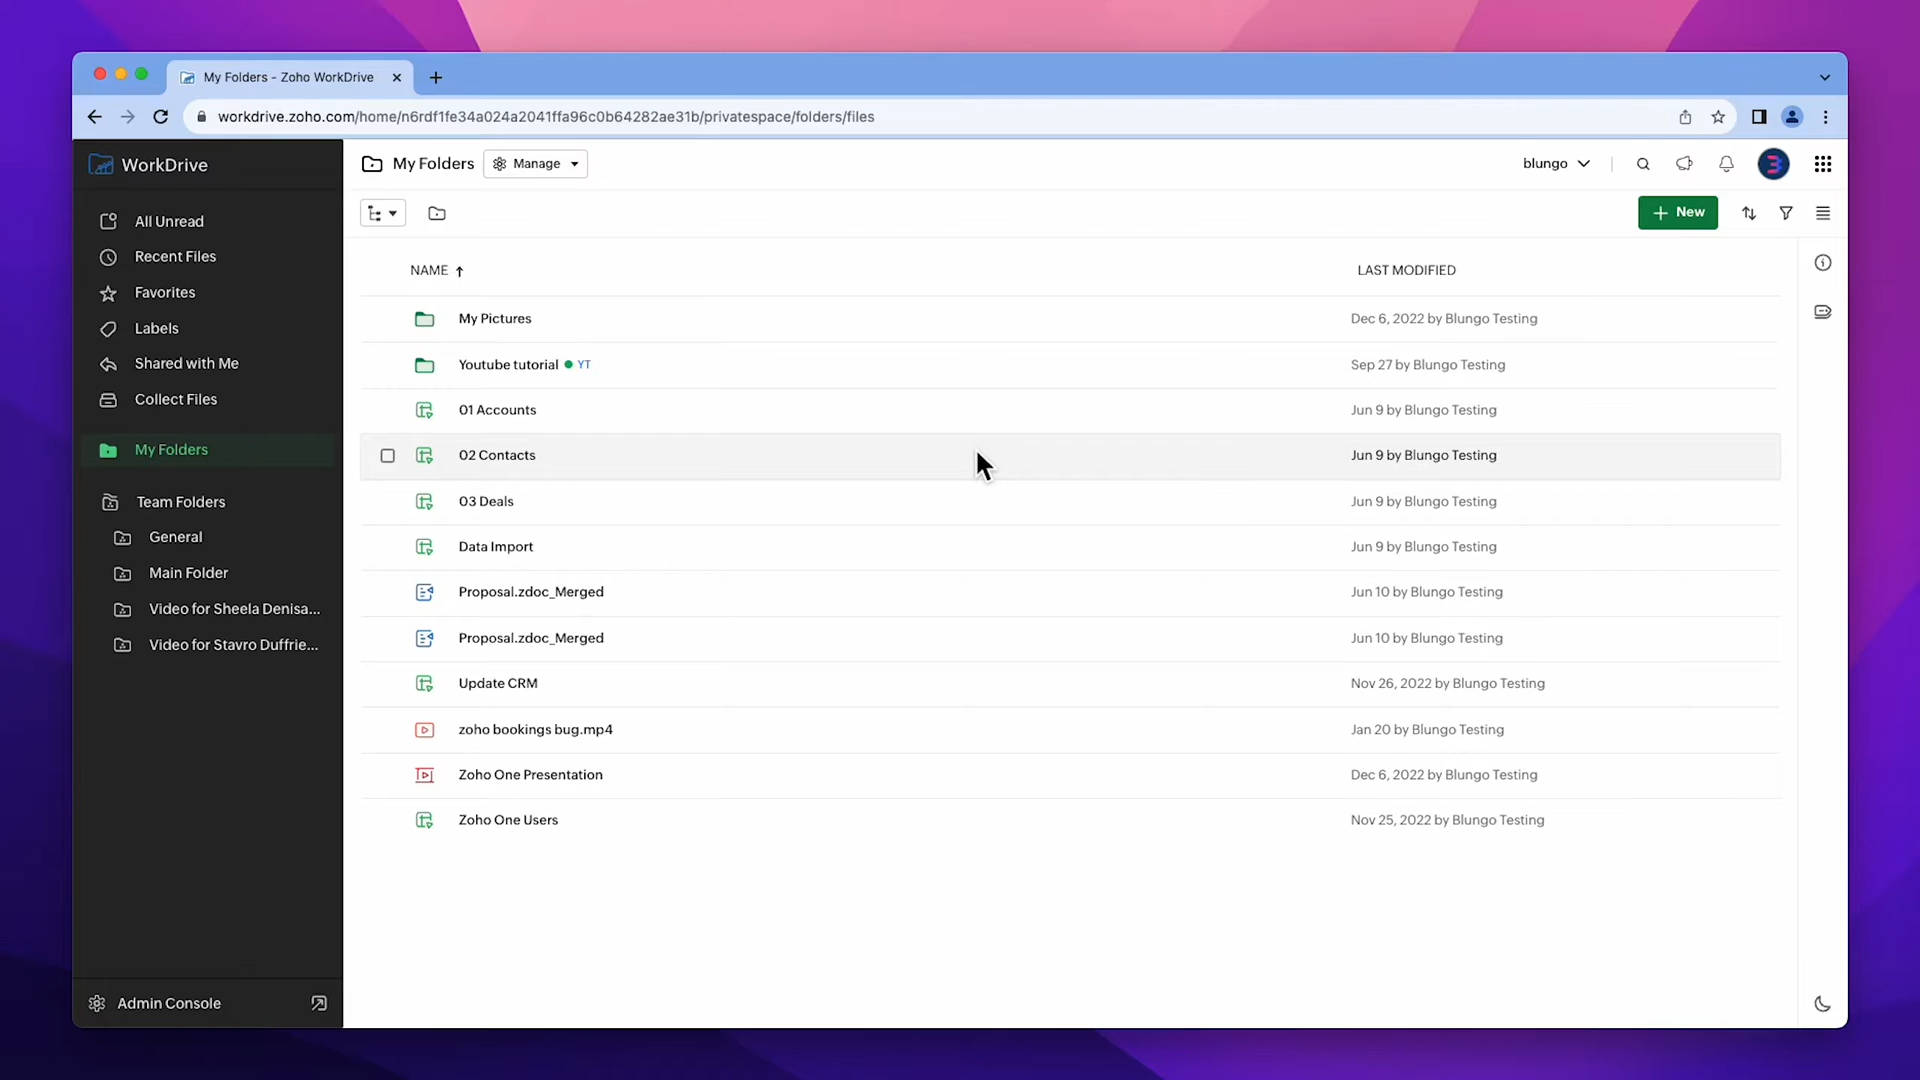 My Folders - Zoho WorkDrive
workdrive.zoho.com/home/n6rdf1fe34a024a2041ffa96c0b64282ae31b/privatespace/folders/files
WorkDrive
My Folders
Manage
blungo
All Unread
Recent Files
Favorites
Labels
Shared with Me
Collect Files
My Folders
Team Folders
General
Main Folder
Video for Sheela Denisa...
Video for Stavro Duffrie...
Admin Console
New
NAME LAST MODIFIED
My Pictures Dec 6, 2022 by Blungo Testing
Youtube tutorial YT Sep 27 by Blungo Testing
01 Accounts Jun 9 by Blungo Testing
02 Contacts Jun 9 by Blungo Testing
03 Deals Jun 9 by Blungo Testing
Data Import Jun 9 by Blungo Testing
Proposal.zdoc_Merged Jun 10 by Blungo Testing
Proposal.zdoc_Merged Jun 10 by Blungo Testing
Update CRM Nov 26, 2022 by Blungo Testing
zoho bookings bug.mp4 Jan 20 by Blungo Testing
Zoho One Presentation Dec 6, 2022 by Blungo Testing
Zoho One Users Nov 25, 2022 by Blungo Testing